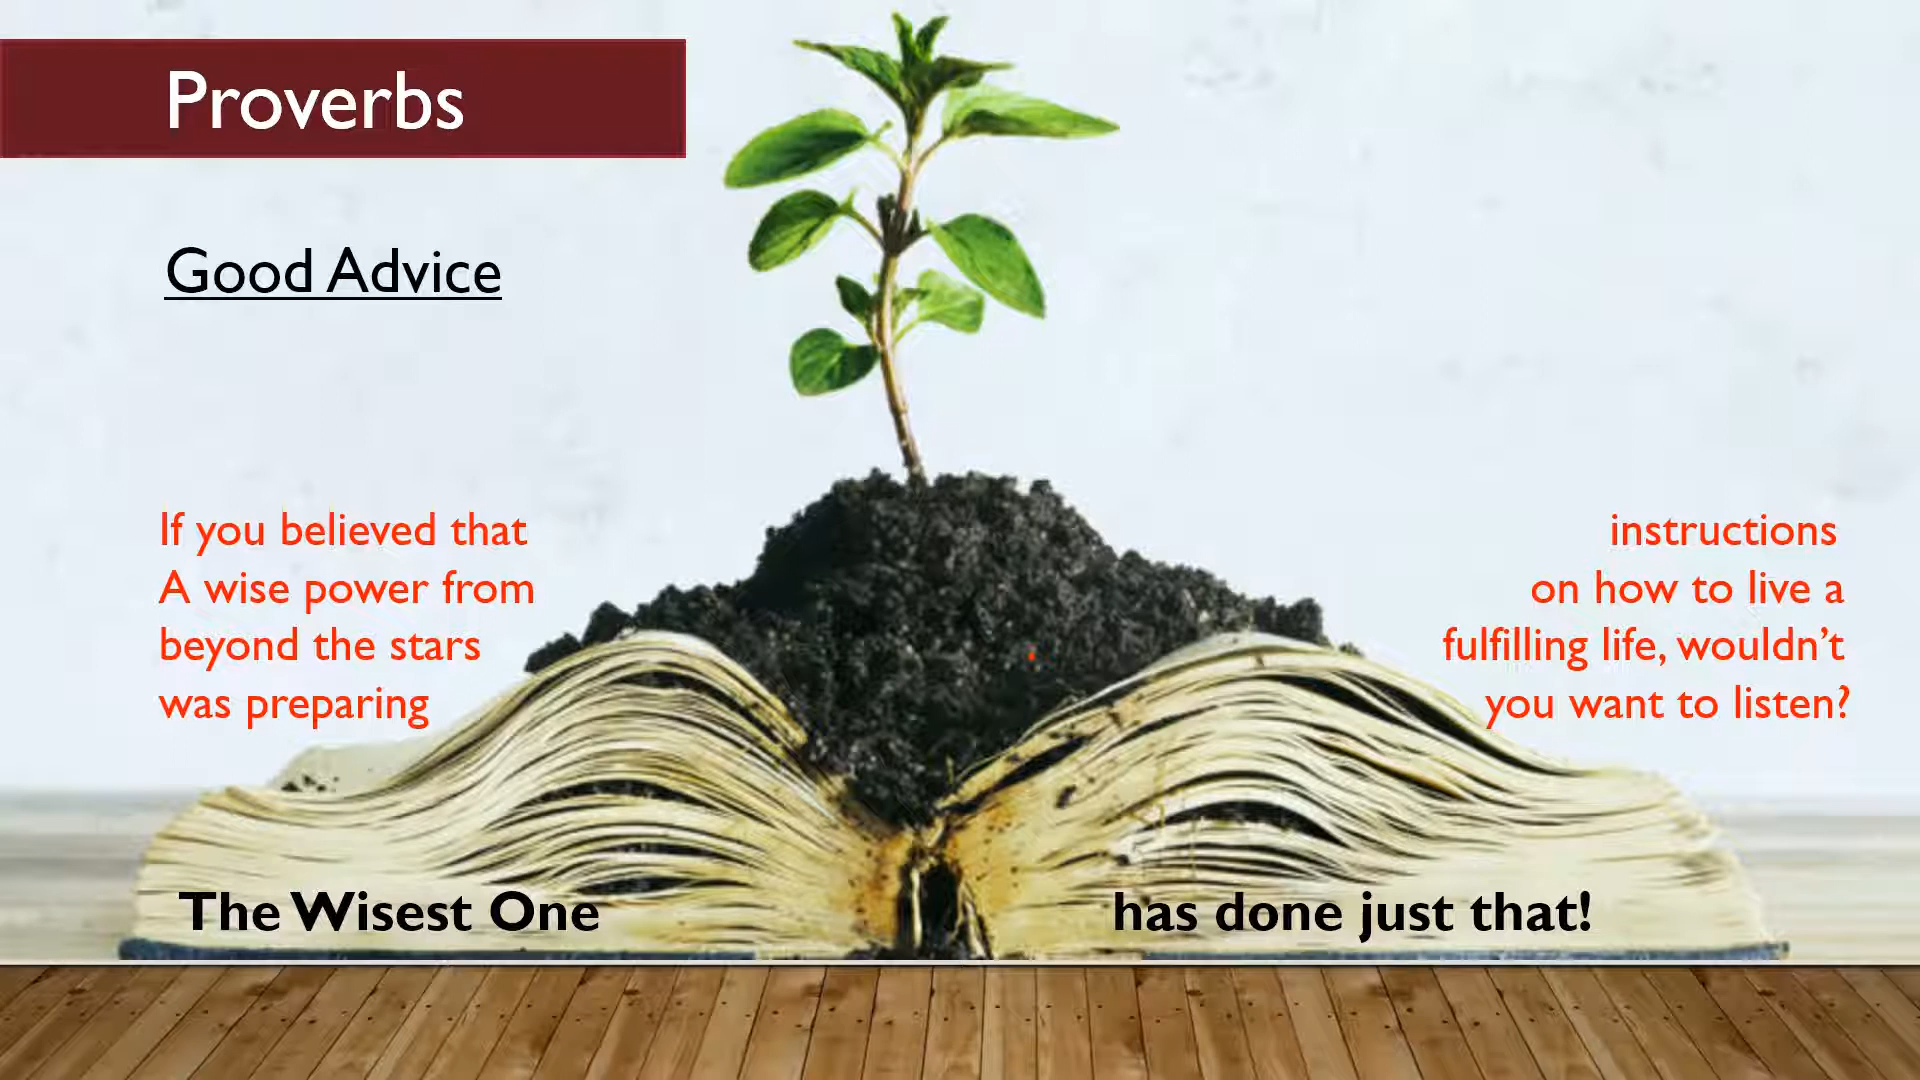 Proverbs
Good Advice
If you believed that
A wise power from
beyond the stars
was preparing
instructions
on how to live a
fulfilling life, wouldn’t
you want to listen?
The Wisest One
has done just that!